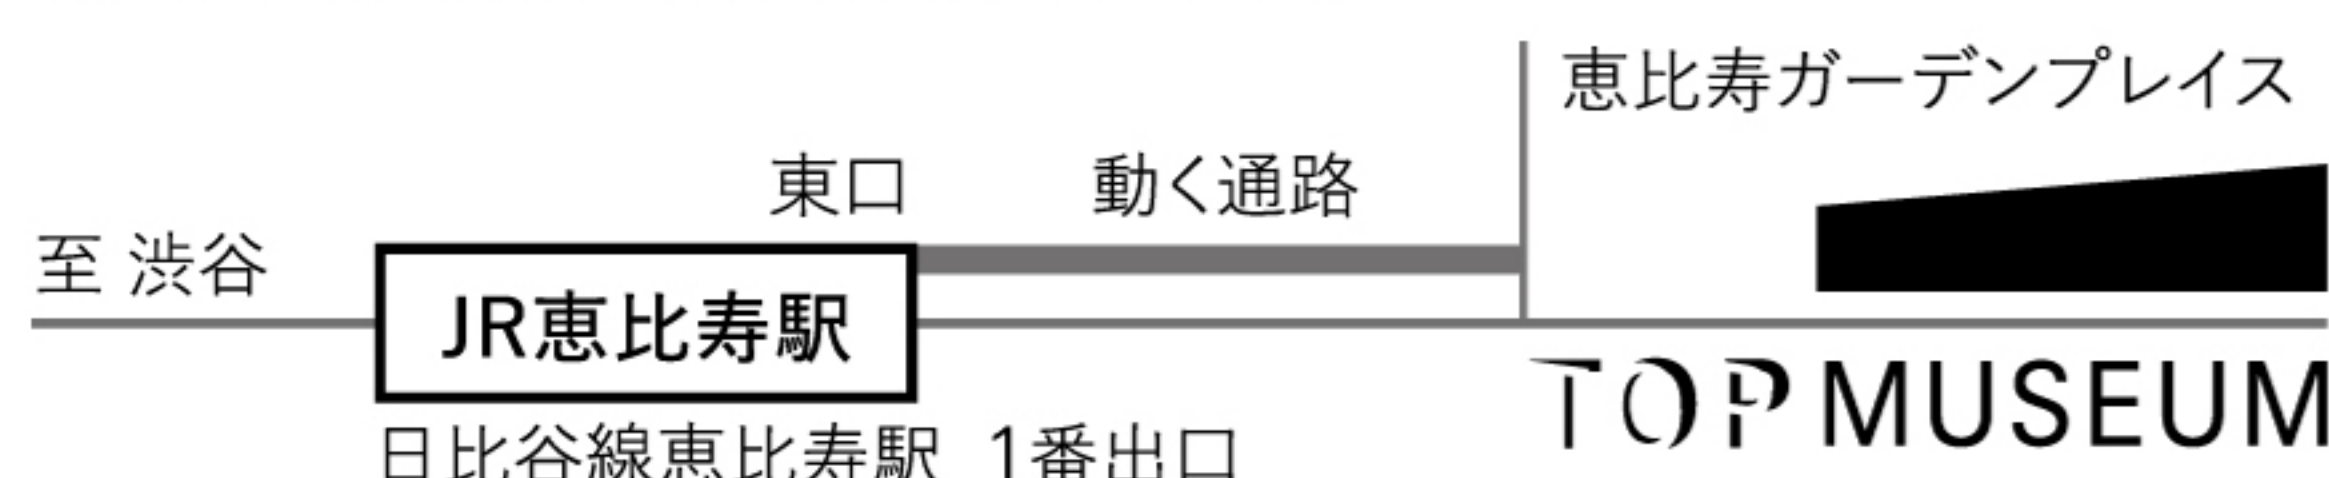 恵比寿ガーデンプレイス
東口 動く通路
至 渋谷
JR恵比寿駅
TOP MUSEUM
日比谷線恵比寿駅 1番出口